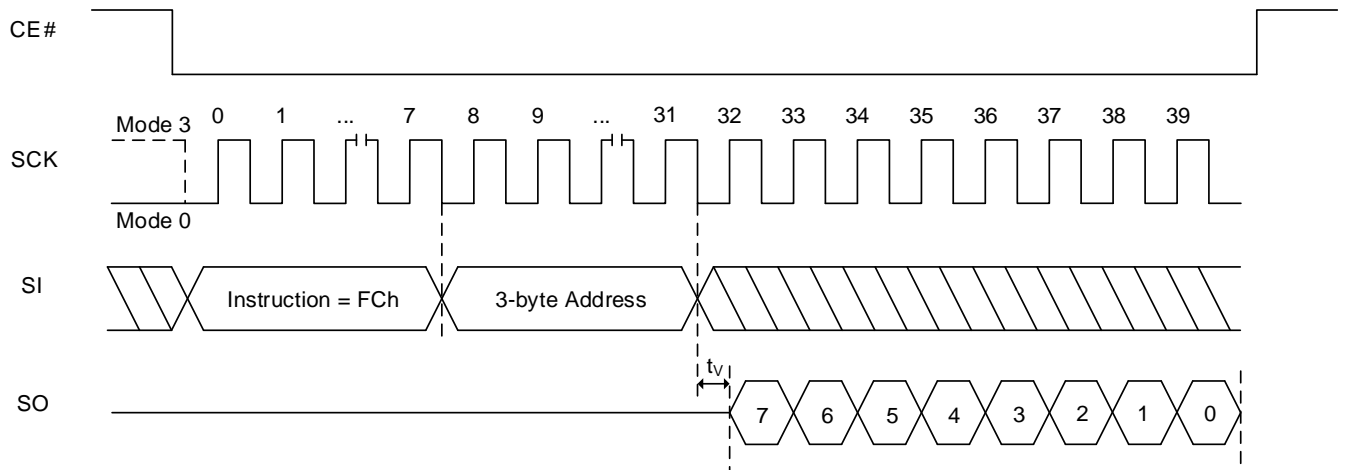 CE#
Mode 3 0 1 ... 7 8 9 ... 31 32 33 34 35 36 37 38 39
SCK
Mode 0
SI Instruction = FCh 3-byte Address
tV
SO 7 6 5 4 3 2 1 0